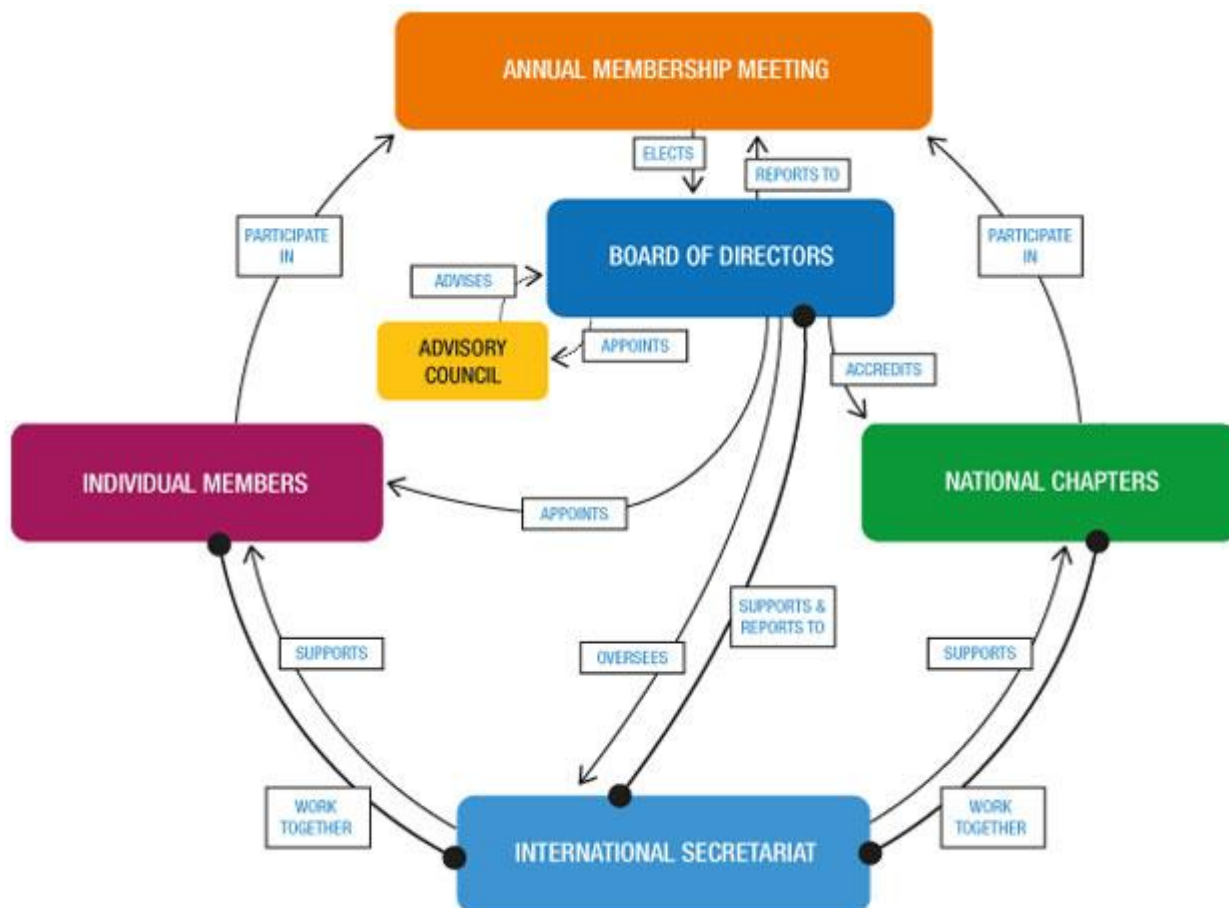 ANNUAL MEMBERSHIP MEETING
ELECTS
REPORTS TO
PARTICIPATE
IN
BOARD OF DIRECTORS
PARTICIPATE
IN
ADVISES
ADVISORY
COUNCIL
APPOINTS
ACCREDITS
INDIVIDUAL MEMBERS
NATIONAL CHAPTERS
APPOINTS
SUPPORTS &
REPORTS TO
SUPPORTS
OVERSEES
SUPPORTS
WORK
TOGETHER
WORK
TOGETHER
INTERNATIONAL SECRETARIAT